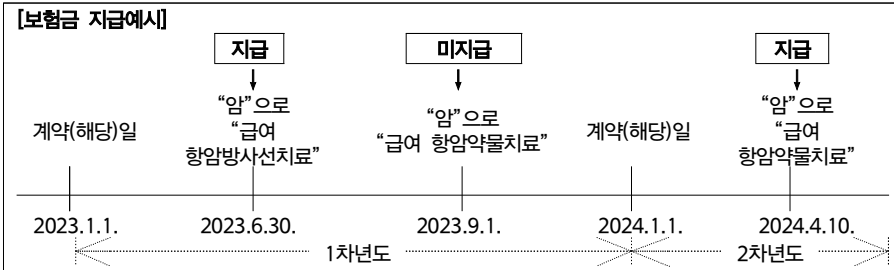 [보험금 지급예시]
지급
미지급
지급
계약(해당)일
“암”으로
“급여
항암방사선치료”
“암”으로
“급여 항암약물치료”
계약(해당)일
“암”으로
“급여
항암약물치료”
2023.1.1.
2023.6.30.
2023.9.1.
2024.1.1.
2024.4.10.
1차년도
2차년도